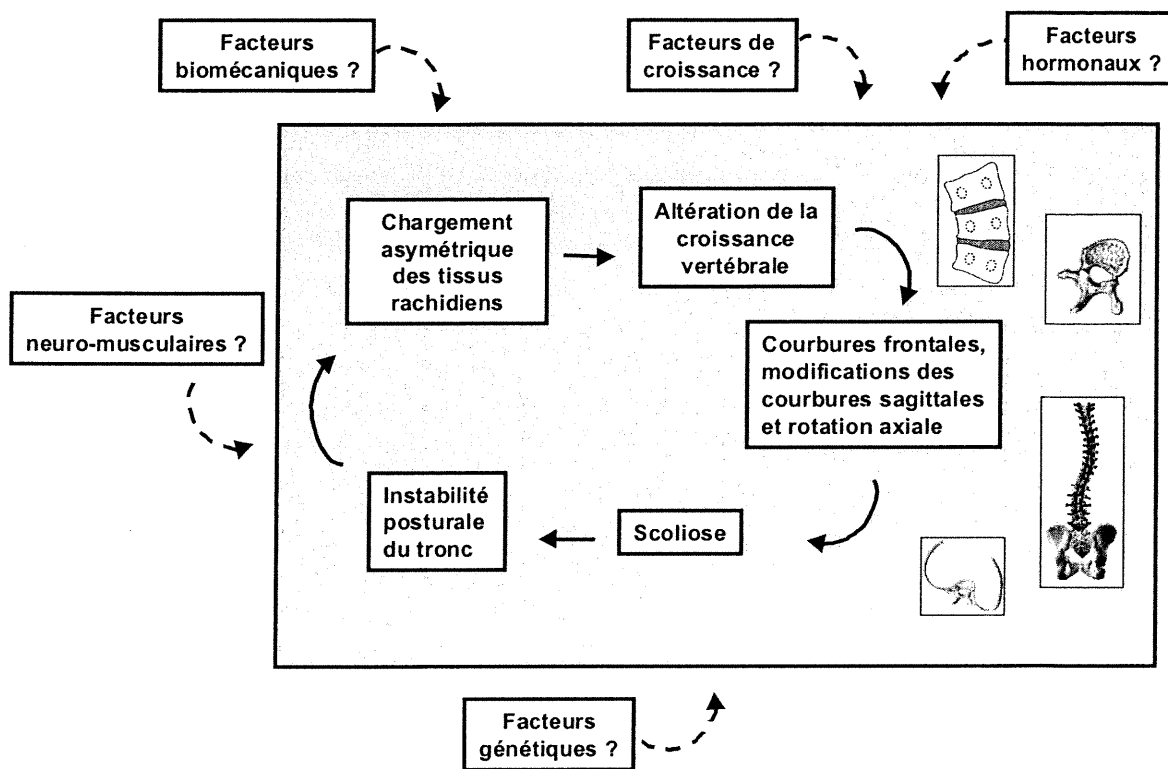 Facteurs
biomécaniques ?
Facteurs de
croissance ?
Facteurs
hormonaux ?
Chargement
asymétrique
des tissus
rachidiens
Altération de la
croissance
vertébrale
Facteurs
neuro-musculaires ?
Courbures frontales,
modifications des
courbures sagittales
et rotation axiale
Instabilité
posturale
du tronc
Scoliose
Facteurs
génétiques ?